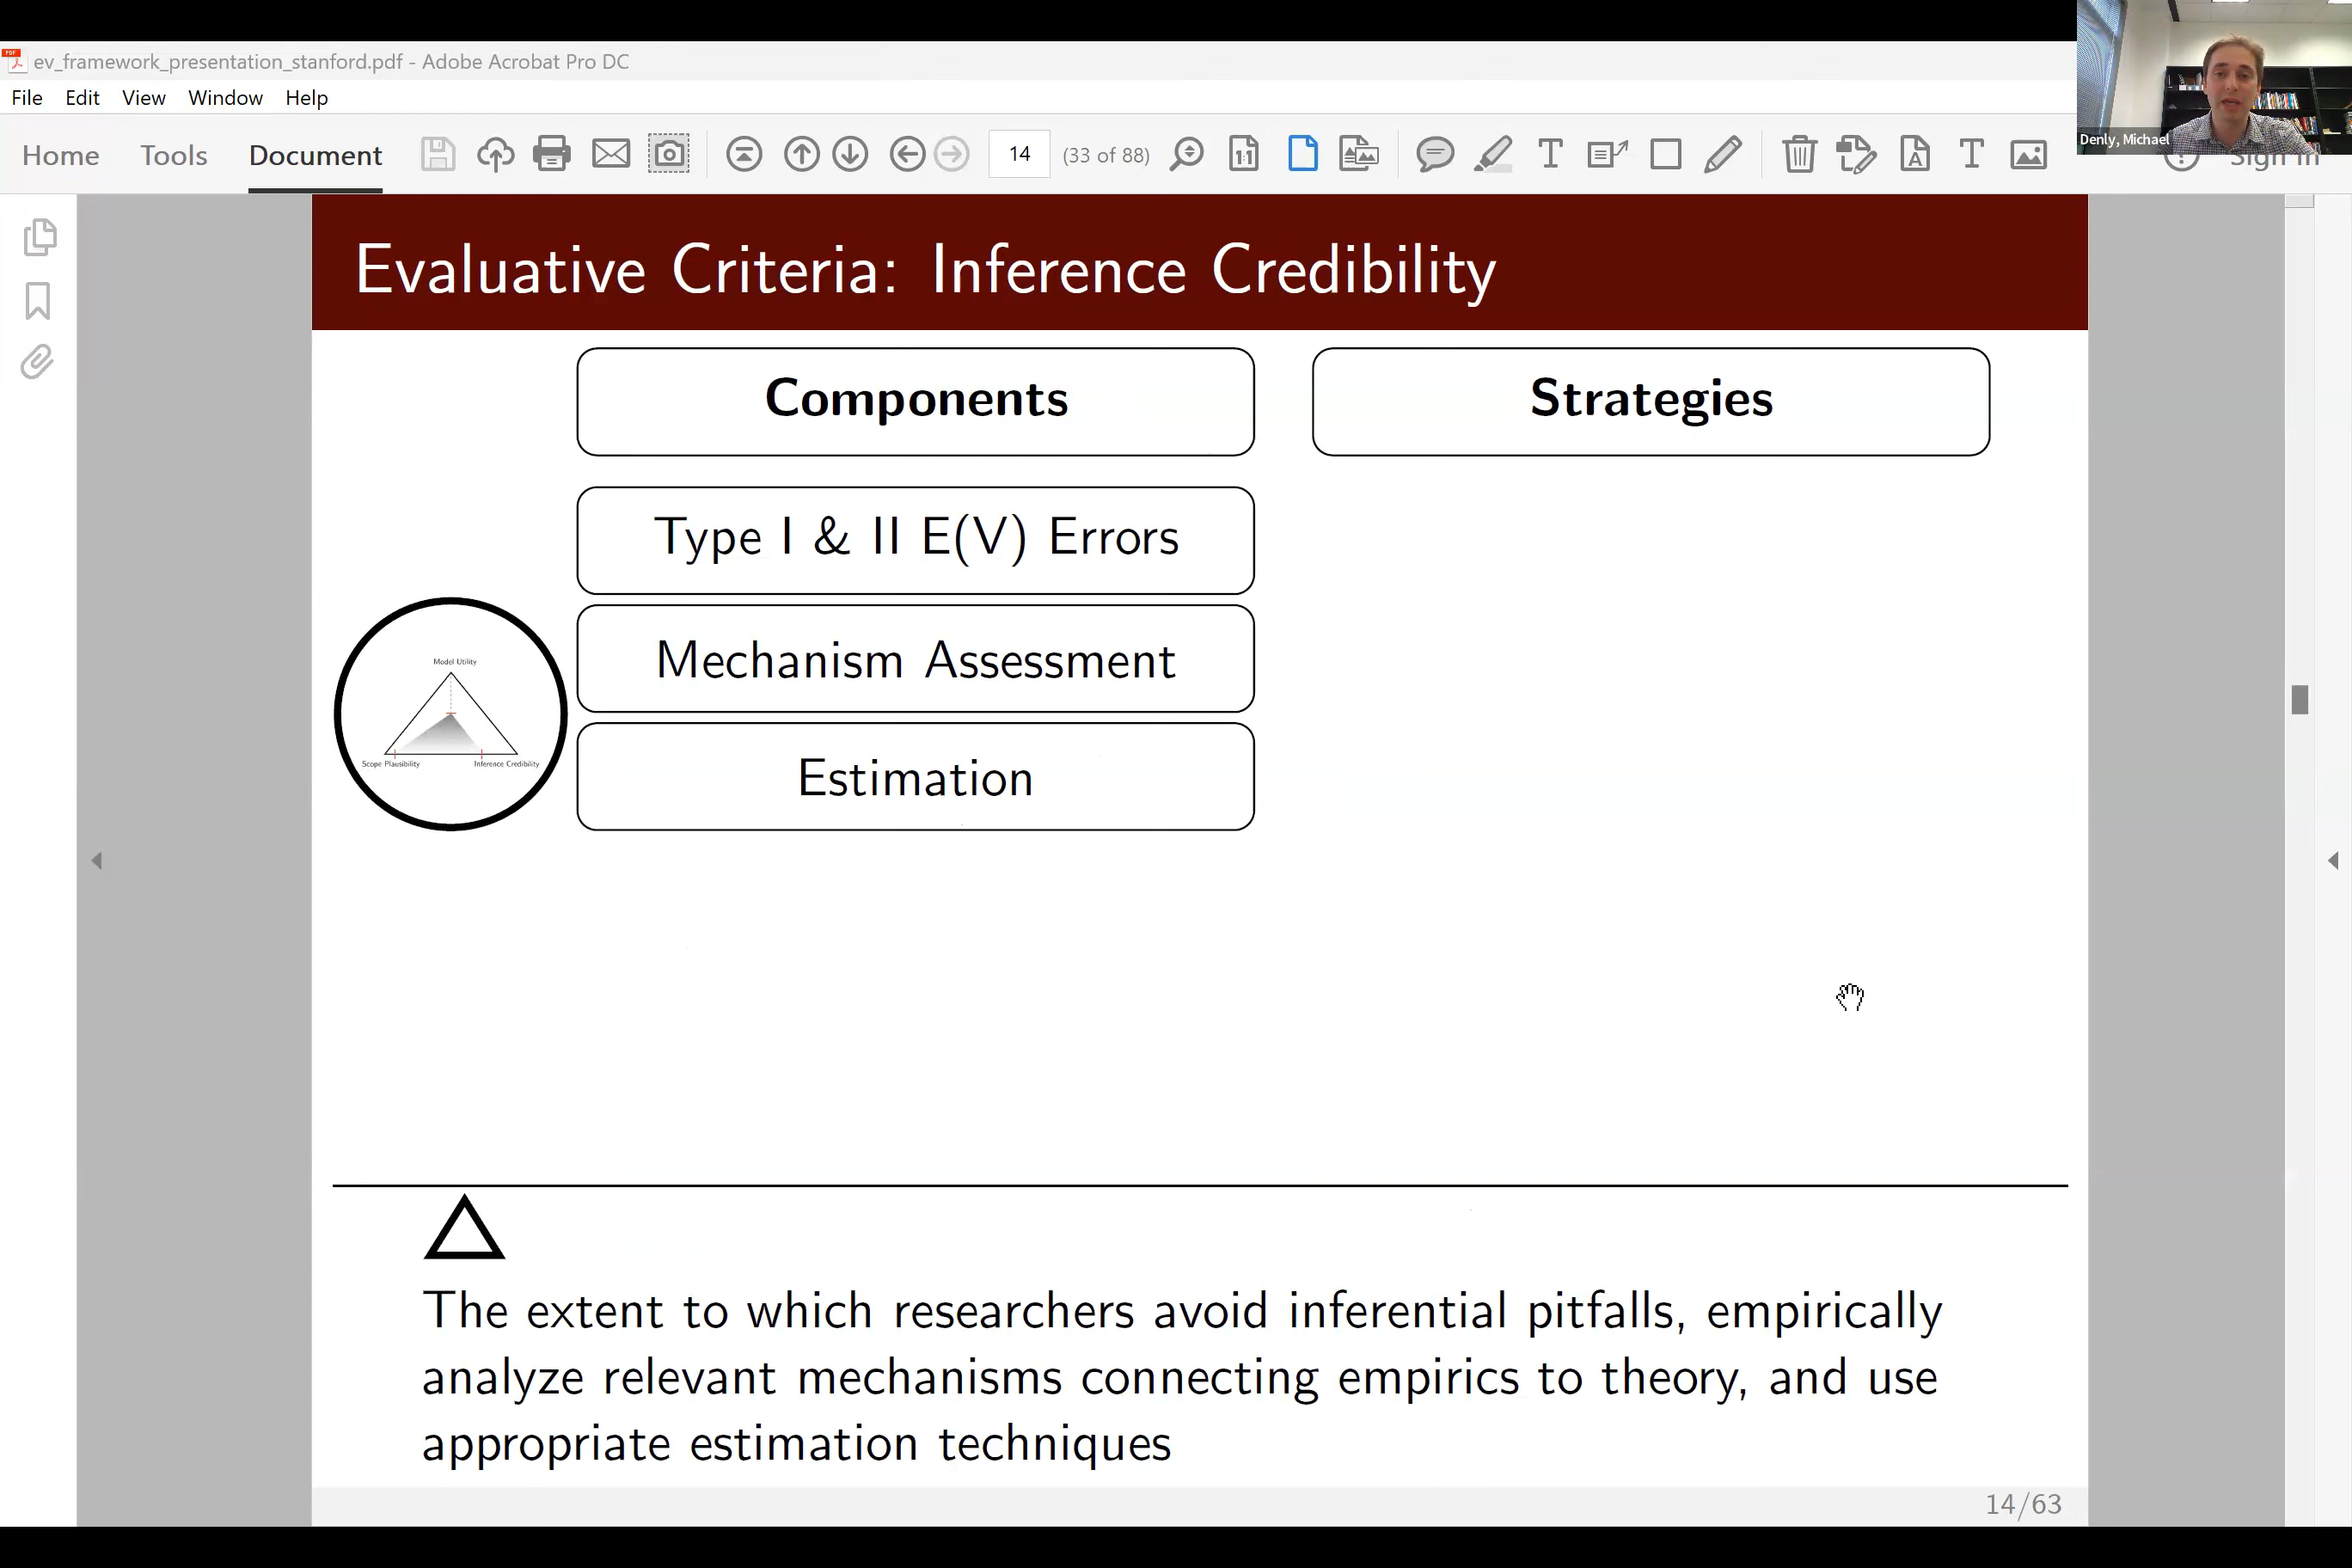 ev_framework_presentation_stanford.pdf - Adobe Acrobat Pro DC
File Edit View Window Help
Home Tools Document 14 (33 of 88) Sign In
Denly, Michael
Evaluative Criteria: Inference Credibility
Components
Strategies
Type I & II E(V) Errors
Mechanism Assessment
Estimation
Model Utility
Scope Plausibility
Inference Credibility
The extent to which researchers avoid inferential pitfalls, empirically
analyze relevant mechanisms connecting empirics to theory, and use
appropriate estimation techniques
14/63